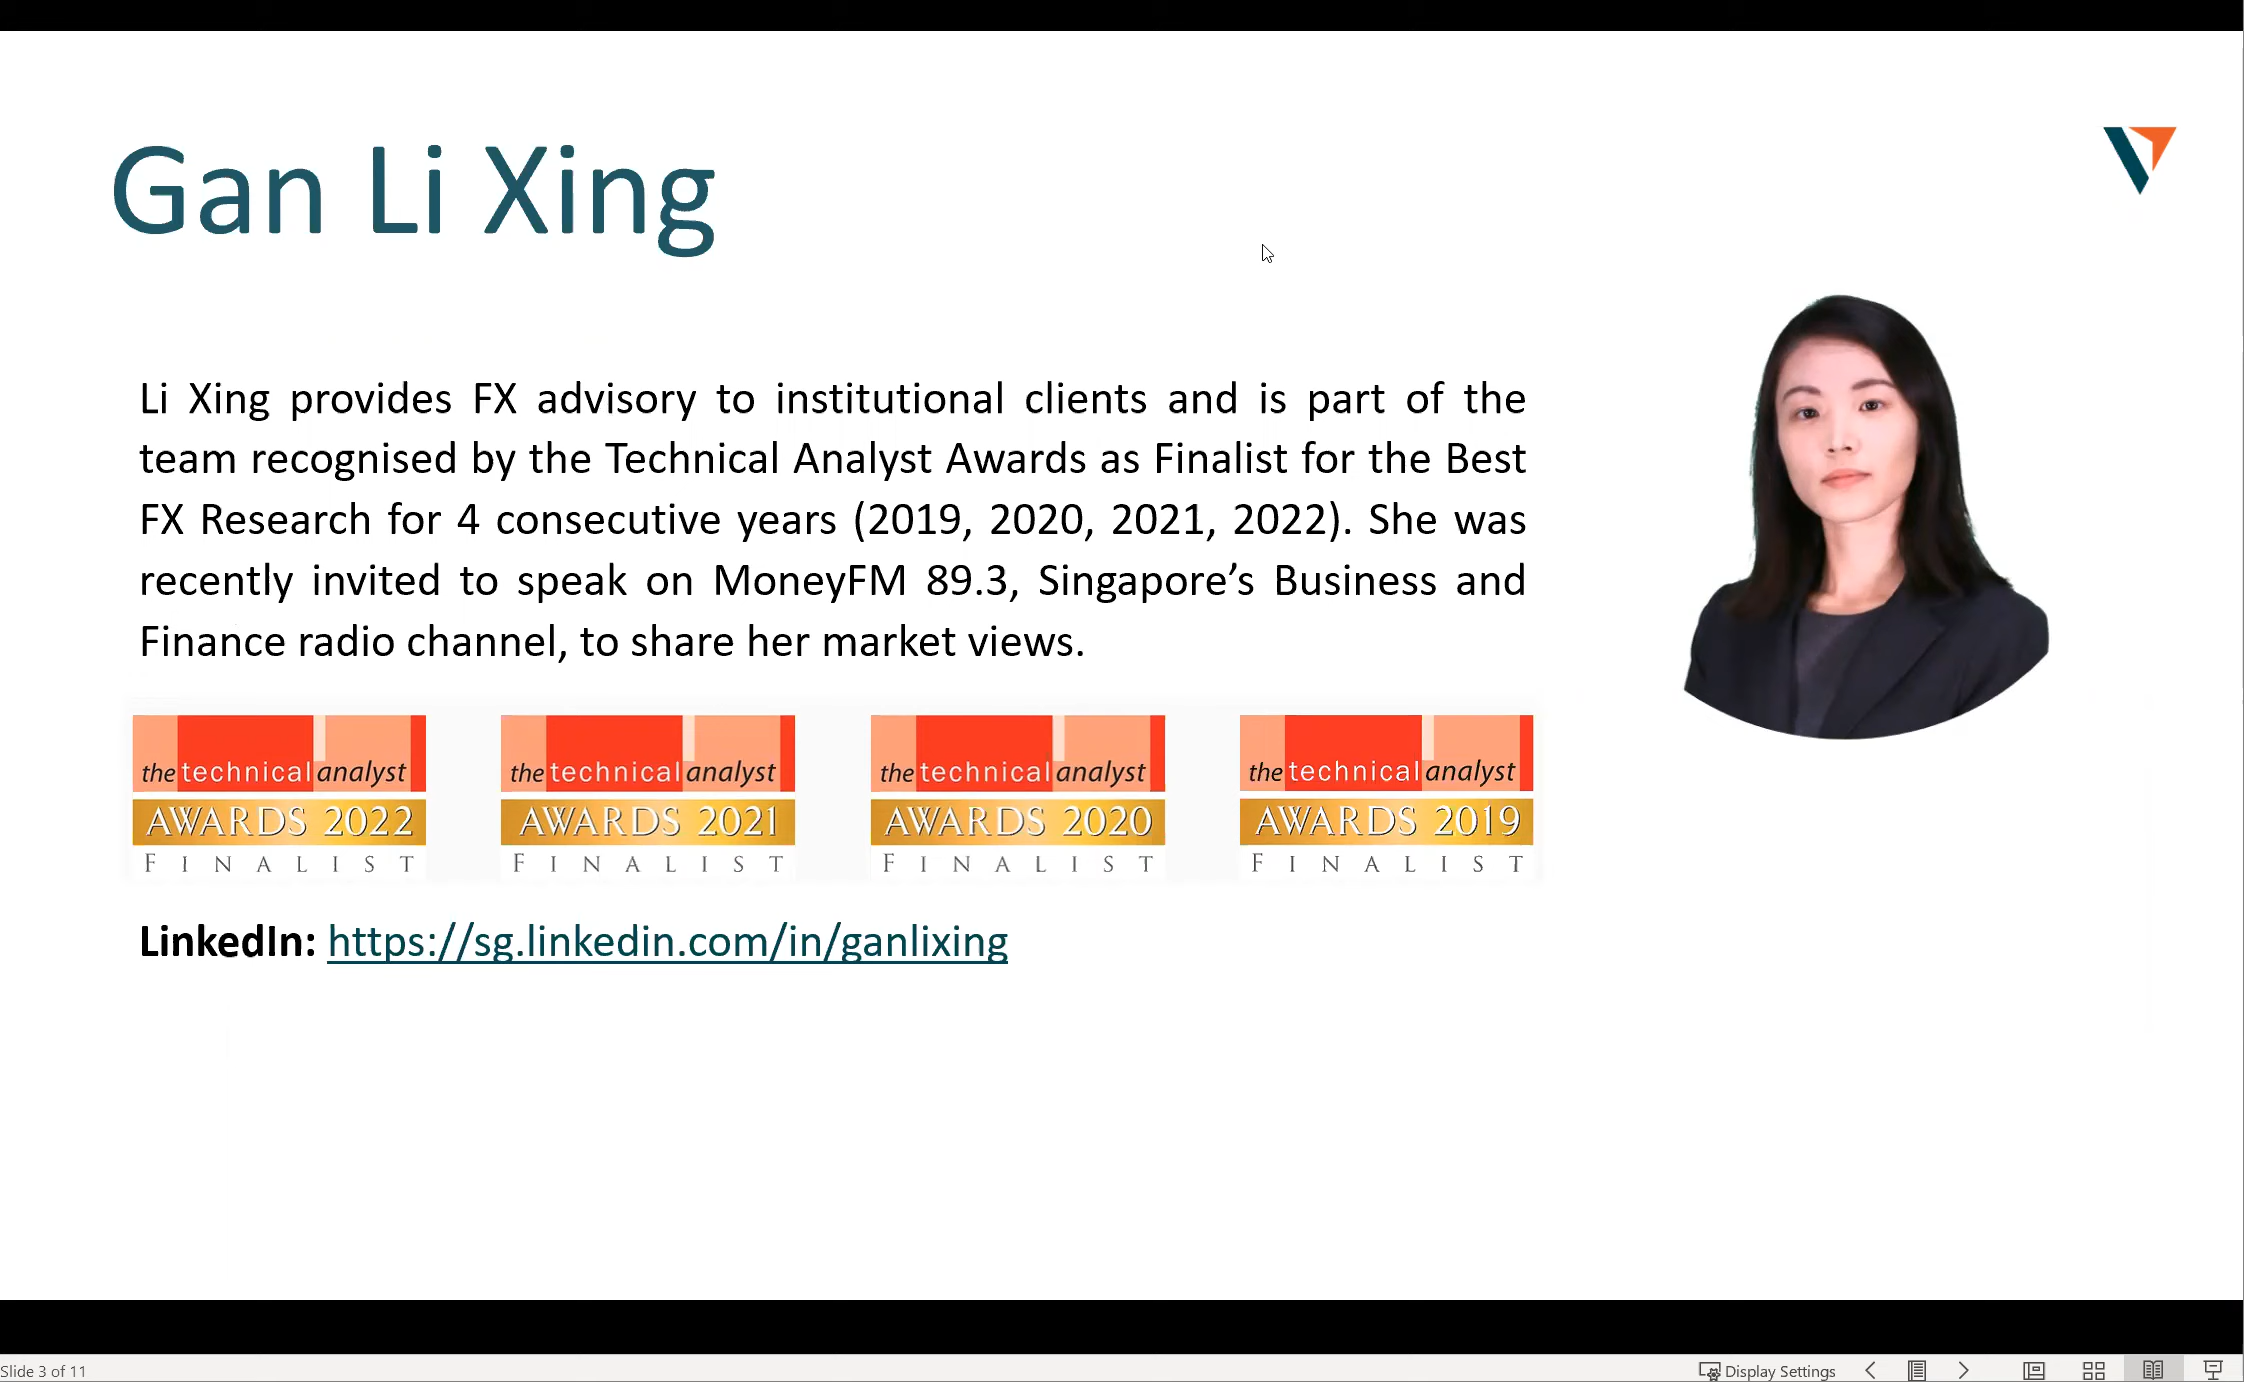 Gan Li Xing
Li Xing provides FX advisory to institutional clients and is part of the
team recognised by the Technical Analyst Awards as Finalist for the Best
FX Research for 4 consecutive years (2019, 2020, 2021, 2022). She was
recently invited to speak on MoneyFM 89.3, Singapore’s Business and
Finance radio channel, to share her market views.
the technical analyst
AWARDS 2022
FINALIST
the technical analyst
AWARDS 2021
FINALIST
the technical analyst
AWARDS 2020
FINALIST
the technical analyst
AWARDS 2019
FINALIST
LinkedIn: https://sg.linkedin.com/in/ganlixing
Slide 3 of 11
Display Settings